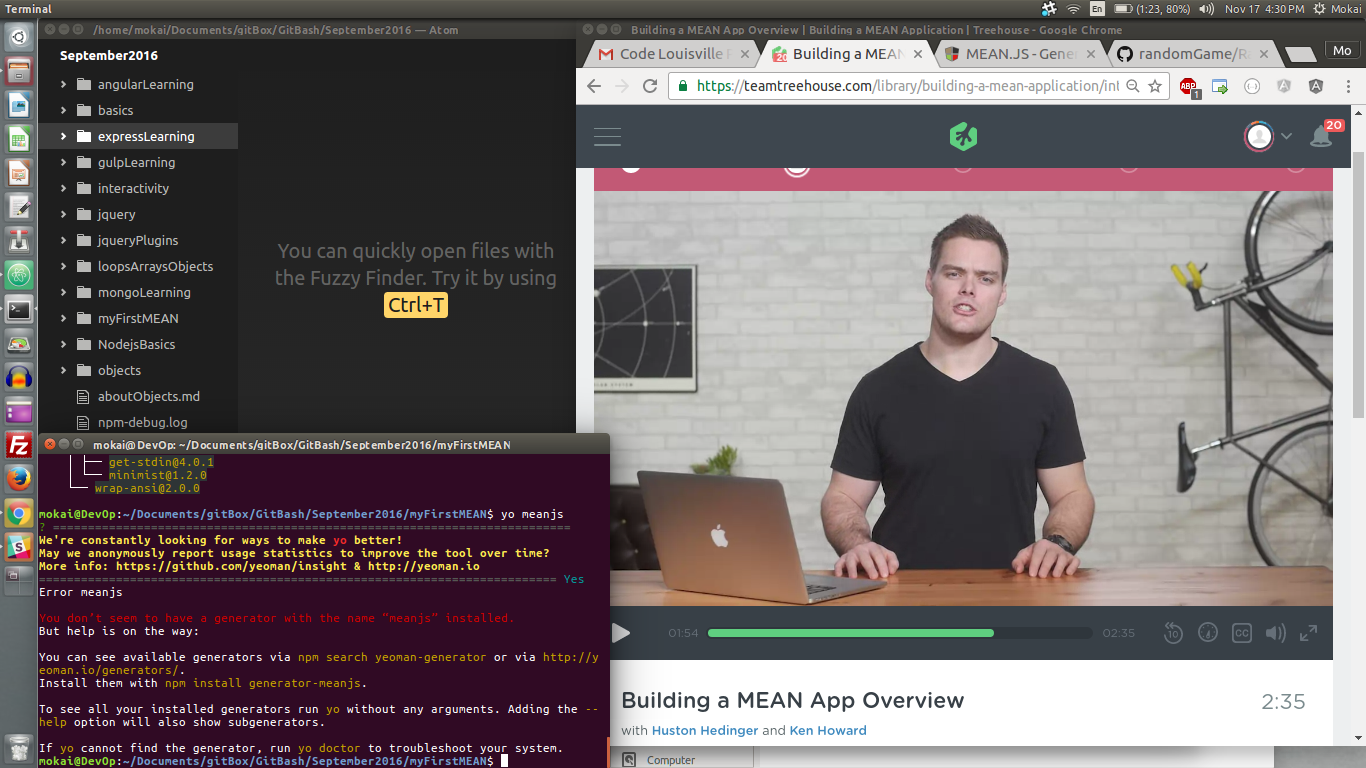 Terminal
En
(1:23, 80%)
Nov 17 4:30 PM
Mokai
/home/mokai/Documents/gitBox/GitBash/September2016 — Atom
September2016
angularLearning
basics
expressLearning
gulpLearning
interactivity
jquery
jqueryPlugins
loopsArraysObjects
mongoLearning
myFirstMEAN
NodejsBasics
objects
aboutObjects.md
npm-debug.log
You can quickly open files with
the Fuzzy Finder. Try it by using
Ctrl+T
Building a MEAN App Overview | Building a MEAN Application | Treehouse - Google Chrome
Code Louisville
Building a MEAN
MEAN.JS - Gene
randomGame/Ra
Mo
https://teamtreehouse.com/library/building-a-mean-application/int
ABP
1
20
01:54
02:35
10
CC
Building a MEAN App Overview
2:35
with Huston Hedinger and Ken Howard
Computer
mokai@DevOp: ~/Documents/gitBox/GitBash/September2016/myFirstMEAN
get-stdin@4.0.1
minimist@1.2.0
wrap-ansi@2.0.0
mokai@DevOp:~/Documents/gitBox/GitBash/September2016/myFirstMEAN$ yo meanjs
? ==========================================================================
We're constantly looking for ways to make yo better!
May we anonymously report usage statistics to improve the tool over time?
More info: https://github.com/yeoman/insight & http://yeoman.io
========================================================================== Yes
Error meanjs
You don't seem to have a generator with the name "meanjs" installed.
But help is on the way:
You can see available generators via npm search yeoman-generator or via http://y
eoman.io/generators/.
Install them with npm install generator-meanjs.
To see all your installed generators run yo without any arguments. Adding the --
help option will also show subgenerators.
If yo cannot find the generator, run yo doctor to troubleshoot your system.
mokai@DevOp:~/Documents/gitBox/GitBash/September2016/myFirstMEAN$